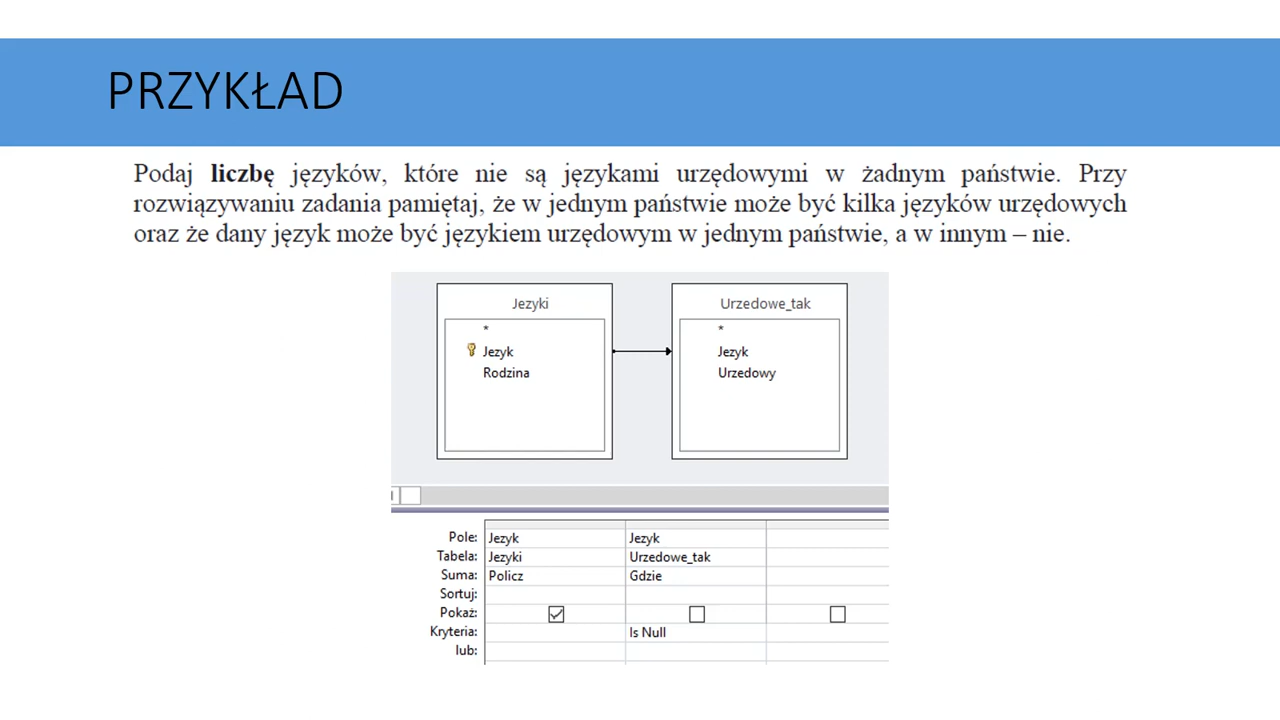 PRZYKŁAD
Podaj liczbę języków, które nie są językami urzędowymi w żadnym państwie. Przy
rozwiązywaniu zadania pamiętaj, że w jednym państwie może być kilka języków urzędowych
oraz że dany język może być językiem urzędowym w jednym państwie, a w innym – nie.
Jezyki
*
Jezyk
Rodzina
Urzedowe_tak
*
Jezyk
Urzedowy
Pole: Jezyk Jezyk
Tabela: Jezyki Urzedowe_tak
Suma: Policz Gdzie
Sortuj:
Pokaż:
Kryteria: Is Null
lub: